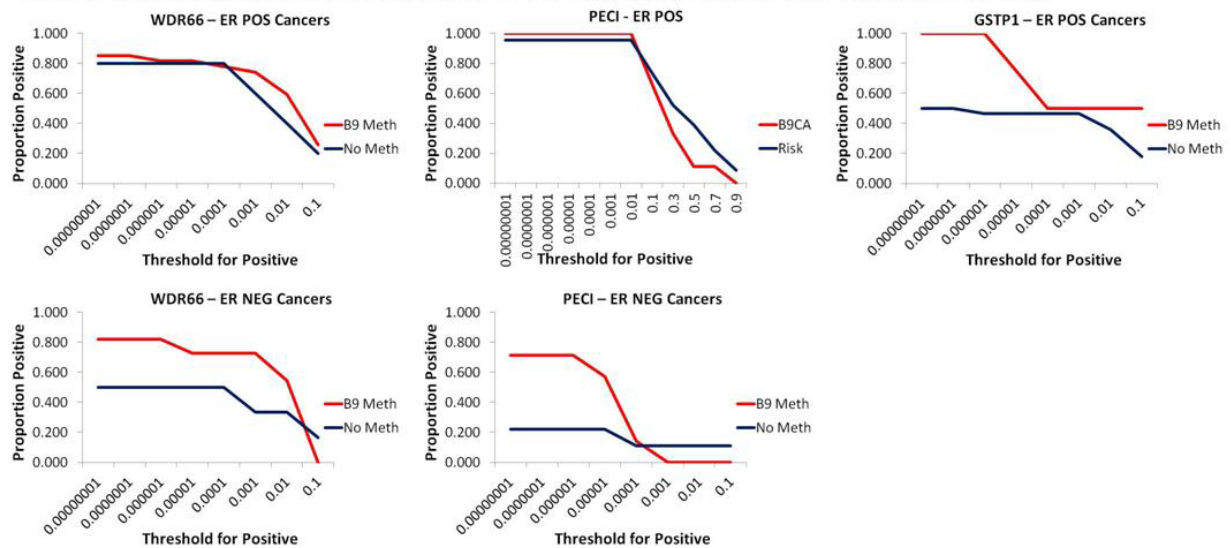 WDR66 – ER POS Cancers
Proportion Positive
1.000
0.800
0.600
0.400
0.200
0.000
B9 Meth
No Meth
0.00000001
0.0000001
0.000001
0.00001
0.0001
0.001
0.01
0.1
Threshold for Positive
PECI - ER POS
Proportion Positive
1.000
0.800
0.600
0.400
0.200
0.000
B9CA
Risk
0.00000001
0.0000001
0.000001
0.00001
0.0001
0.001
0.01
0.1
0.3
0.5
0.7
0.9
Threshold for Positive
GSTP1 – ER POS Cancers
Proportion Positive
1.000
0.800
0.600
0.400
0.200
0.000
B9 Meth
No Meth
0.00000001
0.0000001
0.000001
0.00001
0.0001
0.001
0.01
0.1
Threshold for Positive
WDR66 – ER NEG Cancers
Proportion Positive
1.000
0.800
0.600
0.400
0.200
0.000
B9 Meth
No Meth
0.00000001
0.0000001
0.000001
0.00001
0.0001
0.001
0.01
0.1
Threshold for Positive
PECI – ER NEG Cancers
Proportion Positive
1.000
0.800
0.600
0.400
0.200
0.000
B9 Meth
No Meth
0.00000001
0.0000001
0.000001
0.00001
0.0001
0.001
0.01
0.1
Threshold for Positive